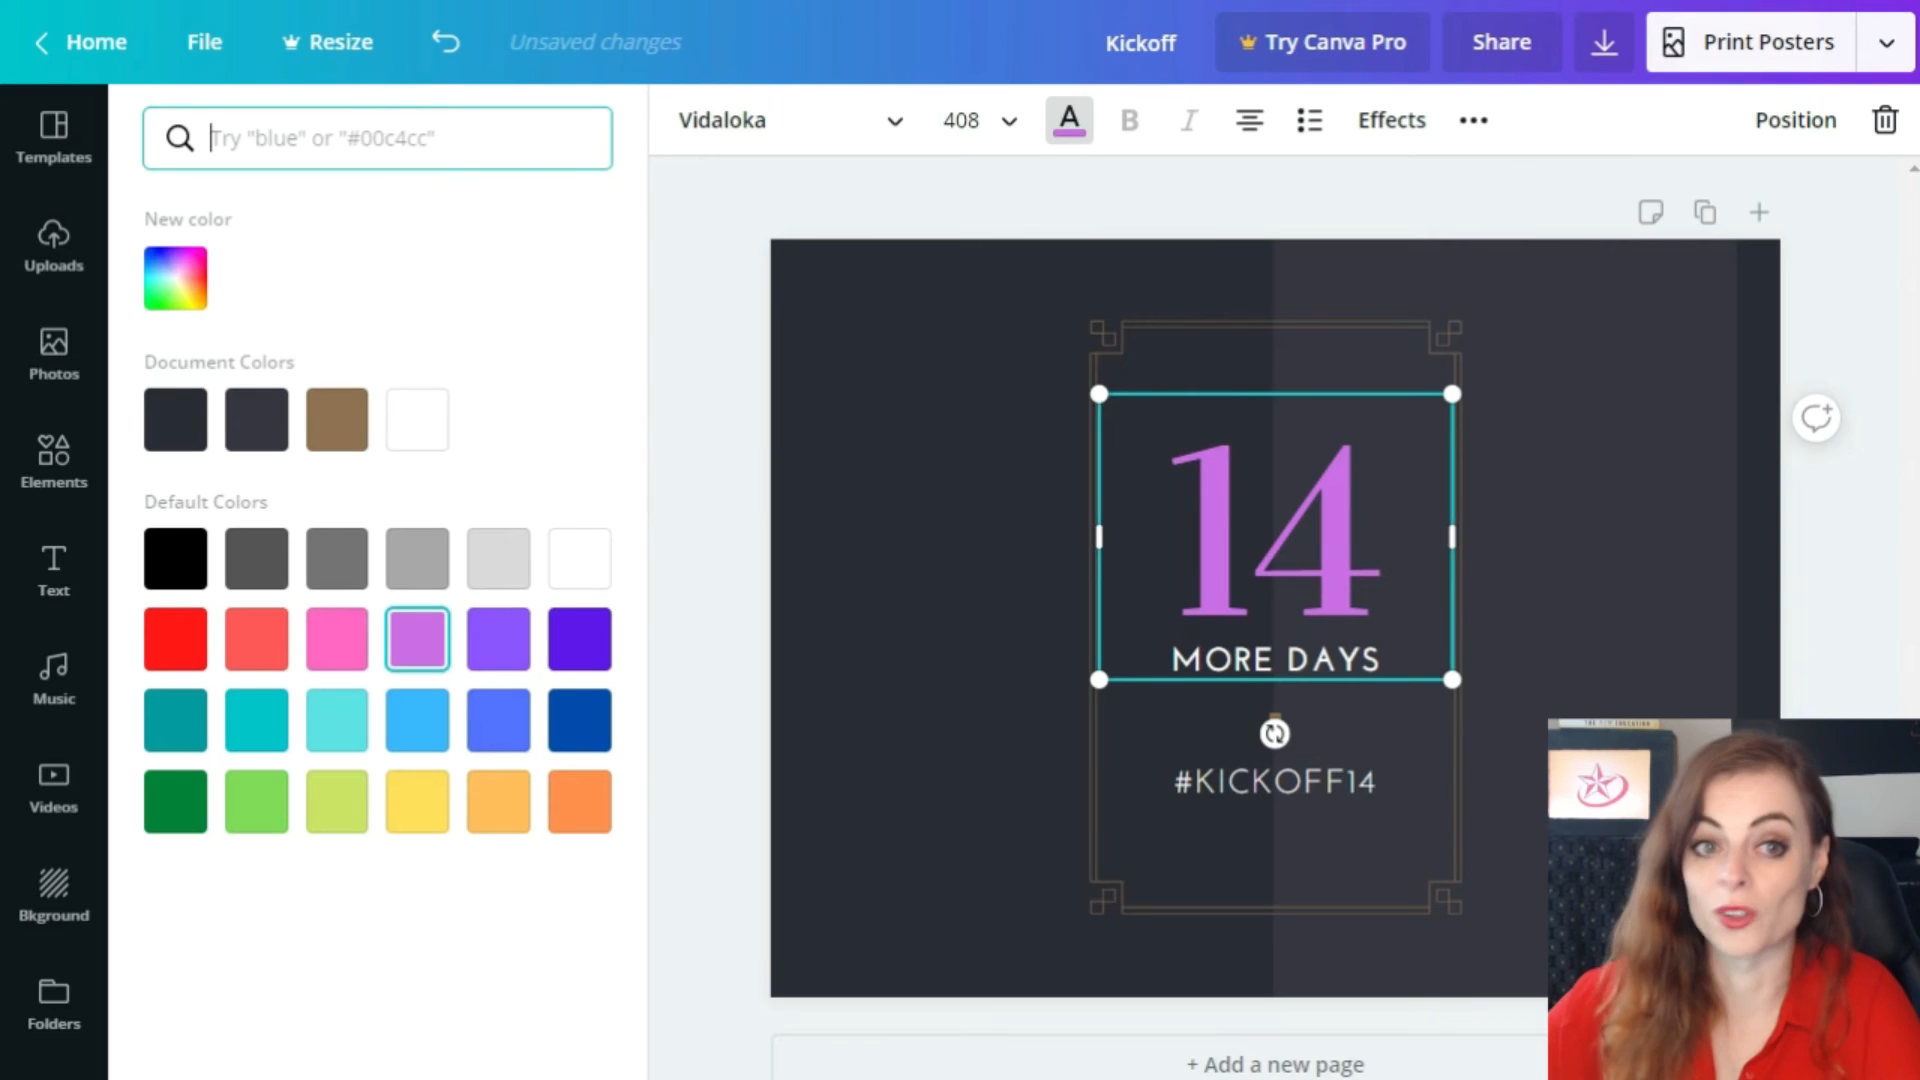 Home
File
Resize
Unsaved changes
Kickoff
Try Canva Pro
Share
Print Posters
Templates
Uploads
Photos
Elements
Text
Music
Videos
Bkground
Folders
Try "blue" or "#00c4cc"
New color
Document Colors
Default Colors
Vidaloka
408
A
B
I
Effects
Position
14
MORE DAYS
#KICKOFF14
+ Add a new page